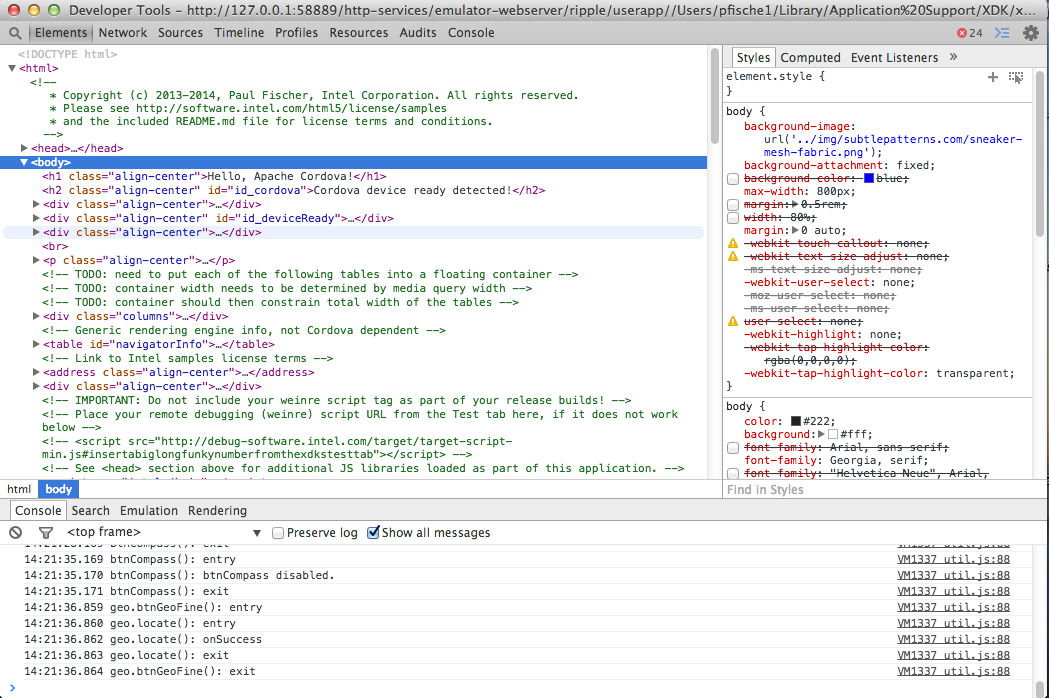 Developer Tools - http://127.0.0.1:58889/http-services/emulator-webserver/ripple/userapp//Users/pfische1/Library/Application%20Support/XDK/x...
Elements Network Sources Timeline Profiles Resources Audits Console
24
<!DOCTYPE html>
▼<html>
<!--
* Copyright (c) 2013-2014, Paul Fischer, Intel Corporation. All rights reserved.
* Please see http://software.intel.com/html5/license/samples
* and the included README.md file for license terms and conditions.
-->
▶<head>…</head>
▼<body>
<h1 class="align-center">Hello, Apache Cordova!</h1>
<h2 class="align-center" id="id_cordova">Cordova device ready detected!</h2>
▶<div class="align-center">…</div>
▶<div class="align-center" id="id_deviceReady">…</div>
▶<div class="align-center">…</div>
<br>
▶<p class="align-center">…</p>
<!-- TODO: need to put each of the following tables into a floating container -->
<!-- TODO: container width needs to be determined by media query width -->
<!-- TODO: container should then constrain total width of the tables -->
▶<div class="columns">…</div>
<!-- Generic rendering engine info, not Cordova dependent -->
▶<table id="navigatorInfo">…</table>
<!-- Link to Intel samples license terms -->
▶<address class="align-center">…</address>
▶<div class="align-center">…</div>
<!-- IMPORTANT: Do not include your weinre script tag as part of your release builds! -->
<!-- Place your remote debugging (weinre) script URL from the Test tab here, if it does not work
below -->
<!-- <script src="http://debug-software.intel.com/target/target-script-
min.js#insertabiglongfunkynumberfromthexdkstesttab"></script> -->
<!-- See <head> section above for additional JS libraries loaded as part of this application. -->
html body
Styles Computed Event Listeners »
element.style {
}
body {
background-image:
url('../img/subtlepatterns.com/sneaker-
mesh-fabric.png');
background-attachment: fixed;
background-color: blue;
max-width: 800px;
margin:▶0.5rem;
width: 80%;
margin:▶0 auto;
-webkit-touch-callout: none;
-webkit-text-size-adjust: none;
-ms-text-size-adjust: none;
-webkit-user-select: none;
-moz-user-select: none;
-ms-user-select: none;
user-select: none;
-webkit-highlight: none;
-webkit-tap-highlight-color:
rgba(0,0,0,0);
-webkit-tap-highlight-color: transparent;
}
body {
color: #222;
background:▶#fff;
font-family: Arial, sans-serif;
font-family: Georgia, serif;
font-family: "Helvetica Neue", Arial,
Find in Styles
Console Search Emulation Rendering
<top frame> ▼ Preserve log Show all messages
14:21:35.169 btnCompass(): entry VM1337 util.js:88
14:21:35.170 btnCompass(): btnCompass disabled. VM1337 util.js:88
14:21:35.171 btnCompass(): exit VM1337 util.js:88
14:21:36.859 geo.btnGeoFine(): entry VM1337 util.js:88
14:21:36.860 geo.locate(): entry VM1337 util.js:88
14:21:36.862 geo.locate(): onSuccess VM1337 util.js:88
14:21:36.863 geo.locate(): exit VM1337 util.js:88
14:21:36.864 geo.btnGeoFine(): exit VM1337 util.js:88
>